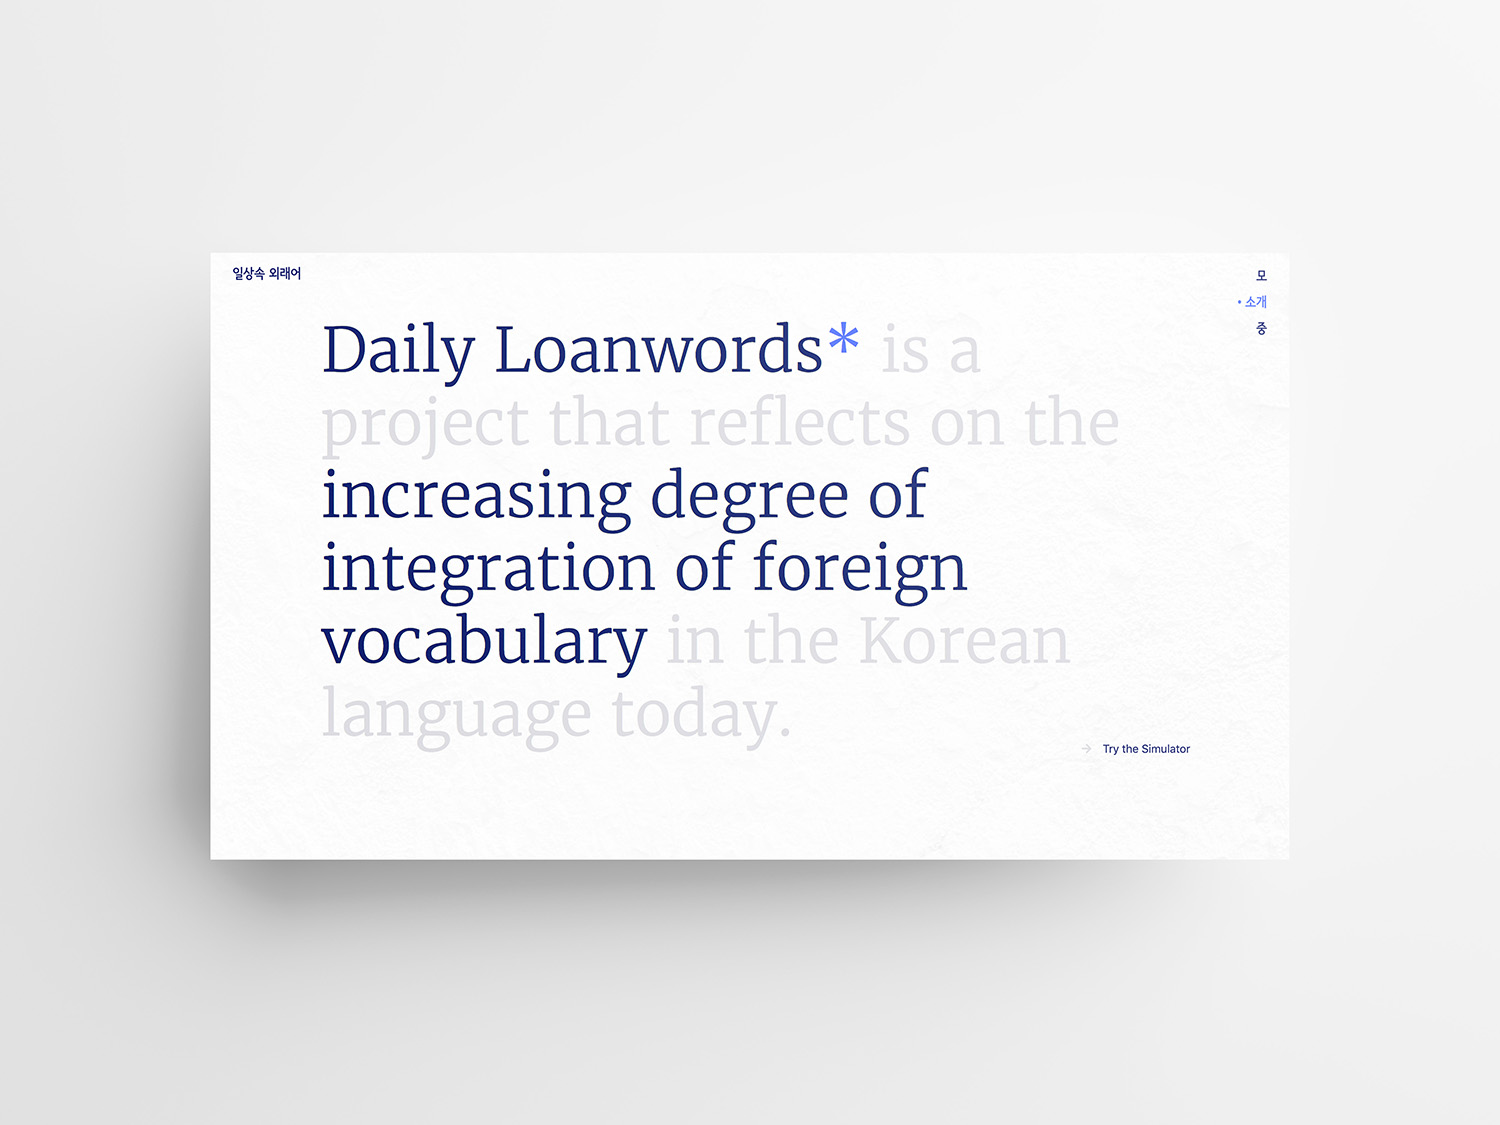 일상속 외래어
모
• 소개
중
Daily Loanwords* is a
project that reflects on the
increasing degree of
integration of foreign
vocabulary in the Korean
language today.
→ Try the Simulator